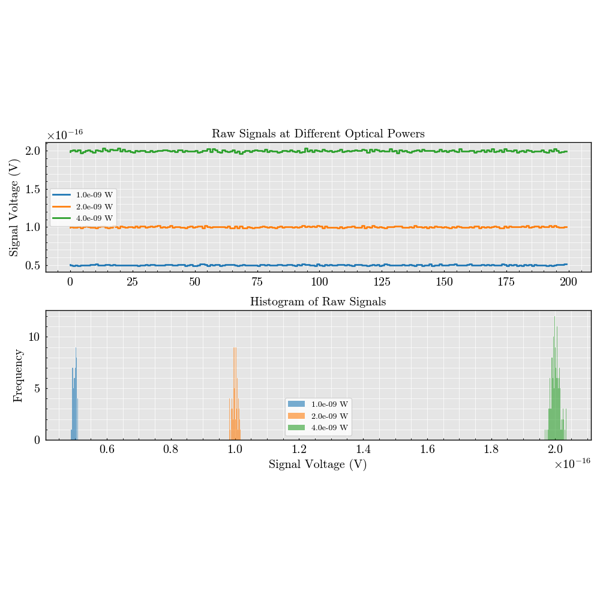 Raw Signals at Different Optical Powers
×10⁻¹⁶
Signal Voltage (V)
2.0
1.5
1.0
0.5
1.0e-09 W
2.0e-09 W
4.0e-09 W
0 25 50 75 100 125 150 175 200
Histogram of Raw Signals
Frequency
10
5
0
1.0e-09 W
2.0e-09 W
4.0e-09 W
0.6 0.8 1.0 1.2 1.4 1.6 1.8 2.0
Signal Voltage (V)
×10⁻¹⁶